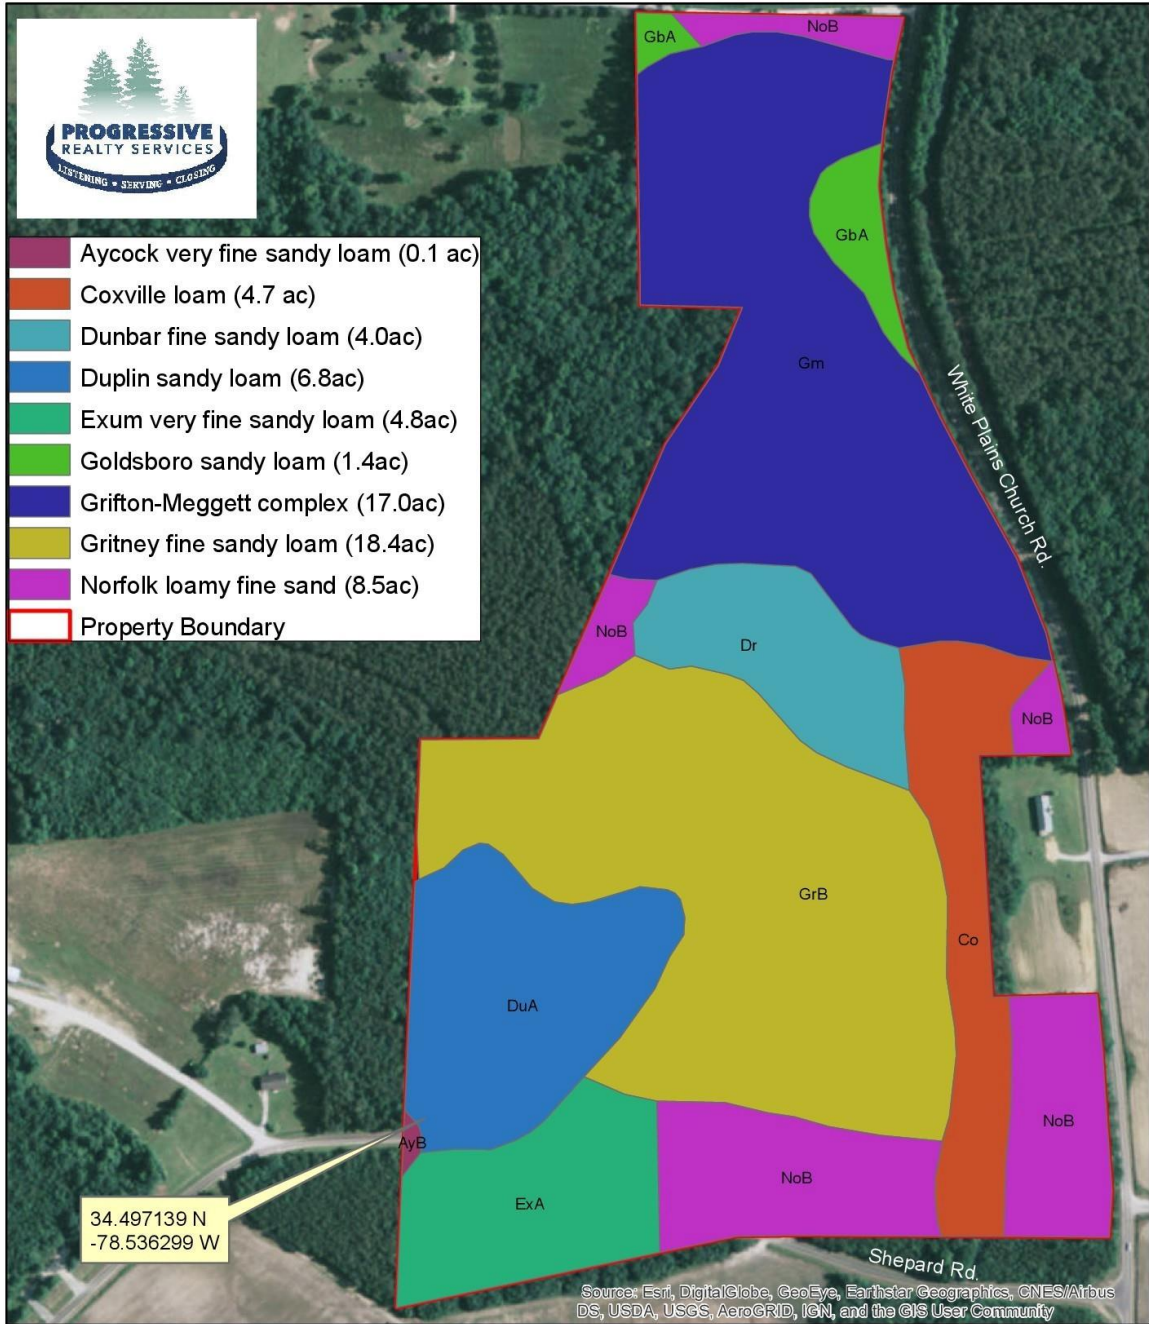 PROGRESSIVE
REALTY SERVICES
LISTENING • SERVING • CLOSING
Aycock very fine sandy loam (0.1 ac)
Coxville loam (4.7 ac)
Dunbar fine sandy loam (4.0ac)
Duplin sandy loam (6.8ac)
Exum very fine sandy loam (4.8ac)
Goldsboro sandy loam (1.4ac)
Grifton-Meggett complex (17.0ac)
Gritney fine sandy loam (18.4ac)
Norfolk loamy fine sand (8.5ac)
Property Boundary
GbA
NoB
GbA
Gm
White Plains Church Rd.
NoB
Dr
NoB
GrB
Co
DuA
NoB
AyB
NoB
ExA
34.497139 N
-78.536299 W
Shepard Rd.
Source: Esri, DigitalGlobe, GeoEye, Earthstar Geographics, CNES/Airbus
DS, USDA, USGS, AeroGRID, IGN, and the GIS User Community